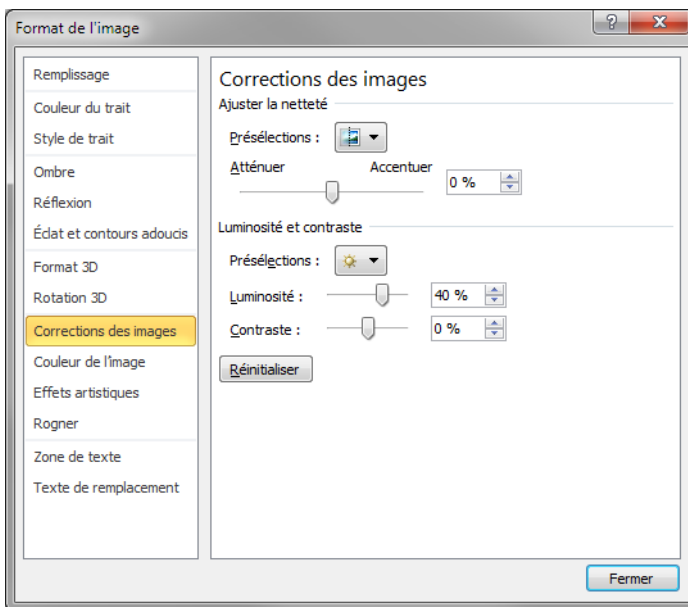 Format de l'image
?
Remplissage
Couleur du trait
Style de trait
Ombre
Réflexion
Éclat et contours adoucis
Format 3D
Rotation 3D
Corrections des images
Couleur de l'image
Effets artistiques
Rogner
Zone de texte
Texte de remplacement
Corrections des images
Ajuster la netteté
Présélections :
Atténuer Accentuer
0 %
Luminosité et contraste
Présélections :
Luminosité : 40 %
Contraste : 0 %
Réinitialiser
Fermer